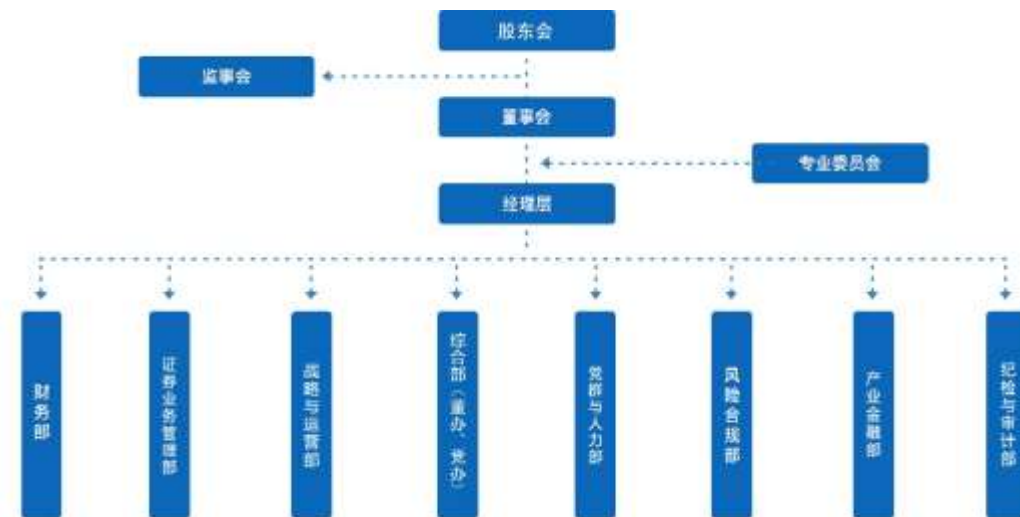 股东会
监事会
董事会
专业委员会
经理层
财务部
证券业务管理部
战略与运营部
综合部（董办、党办）
党群与人力部
风险合规部
产业金融部
纪检与审计部